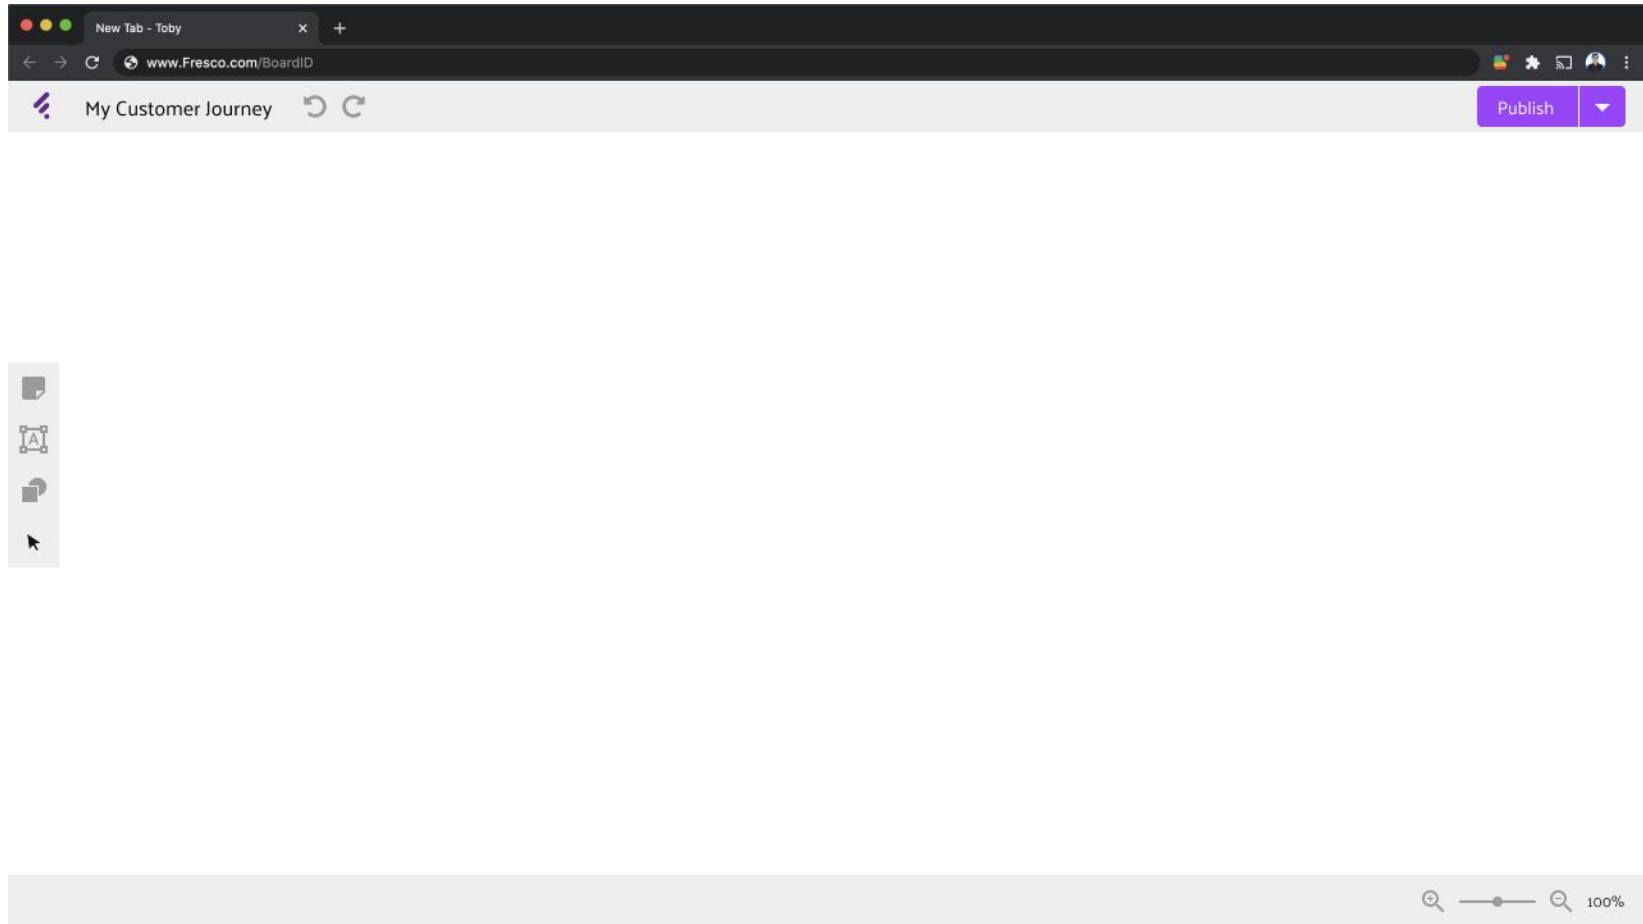 New Tab - Toby
www.Fresco.com/BoardID
My Customer Journey
Publish
A
100%